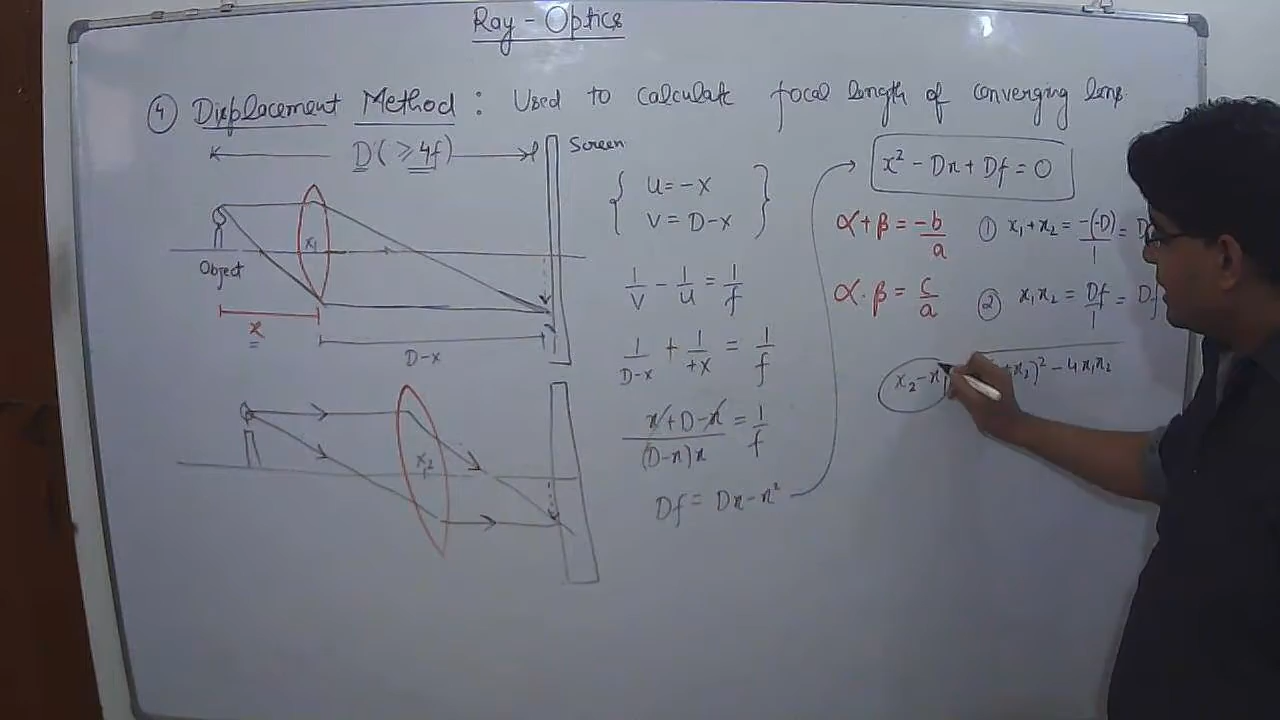 Ray - Optics
④ Displacement Method : Used to calculate focal length of converging lens
D (≥4f)
Screen
x₁
Object
x
D-x
x₂
u = -x
v = D-x
1/v - 1/u = 1/f
1/D-x + 1/+x = 1/f
x+D-x/(D-x)x = 1/f
Df = Dx - x²
x² - Dx + Df = 0
α+β = -b/a
① x₁+x₂ = -(-D)/1 = D
α.β = c/a
② x₁x₂ = Df/1 = Df
x₂-x
x₂)² - 4x₁x₂